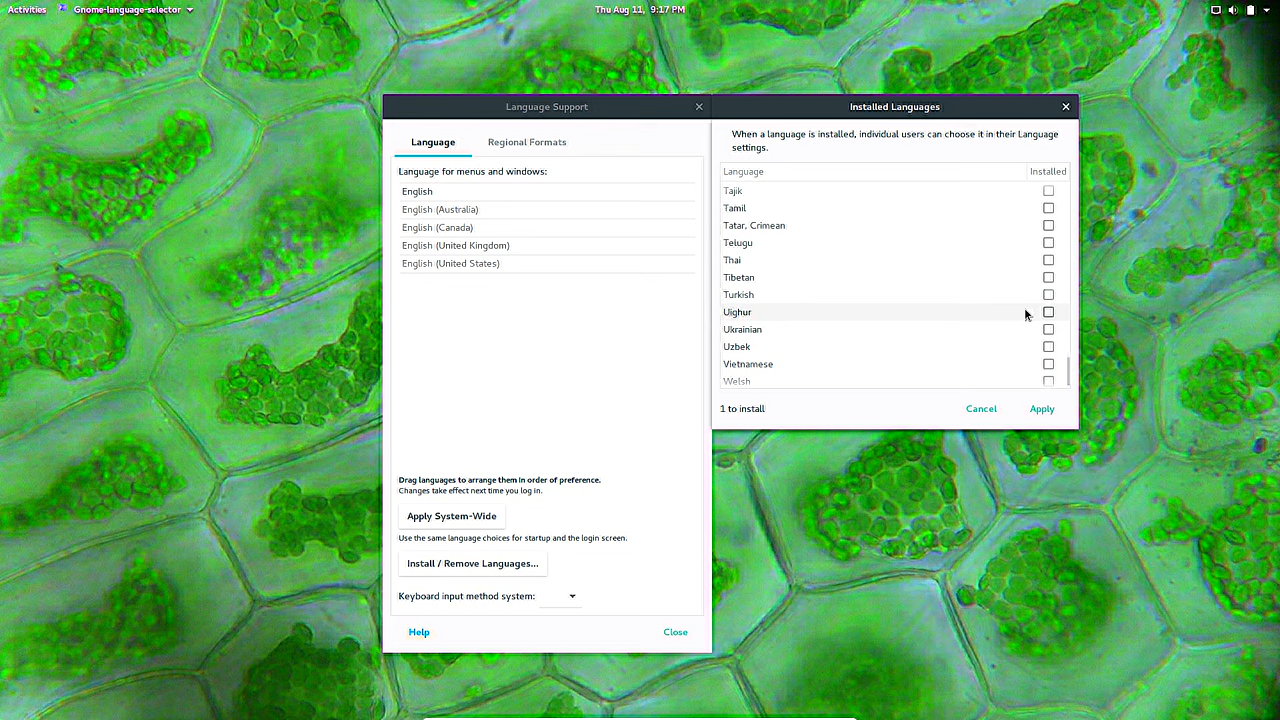 Activities
Gnome-language-selector
Thu Aug 11, 9:17 PM
Language Support
Language
Regional Formats
Language for menus and windows:
English
English (Australia)
English (Canada)
English (United Kingdom)
English (United States)
Drag languages to arrange them in order of preference.
Changes take effect next time you log in.
Apply System-Wide
Use the same language choices for startup and the login screen.
Install / Remove Languages...
Keyboard input method system:
Help
Close
Installed Languages
When a language is installed, individual users can choose it in their Language
settings.
Language
Installed
Tajik
Tamil
Tatar, Crimean
Telugu
Thai
Tibetan
Turkish
Uighur
Ukrainian
Uzbek
Vietnamese
Welsh
1 to install
Cancel
Apply